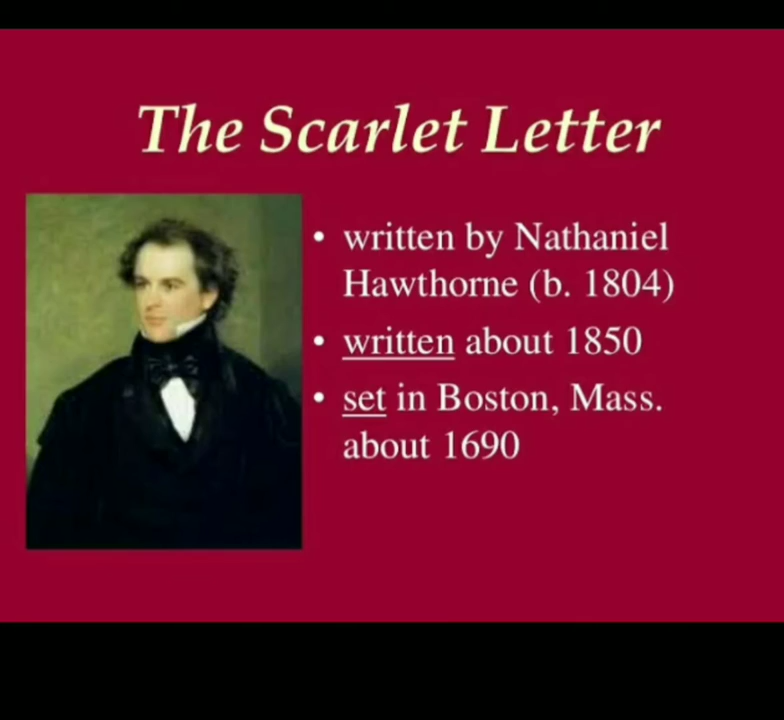 The Scarlet Letter
• written by Nathaniel
Hawthorne (b. 1804)
• written about 1850
• set in Boston, Mass.
about 1690